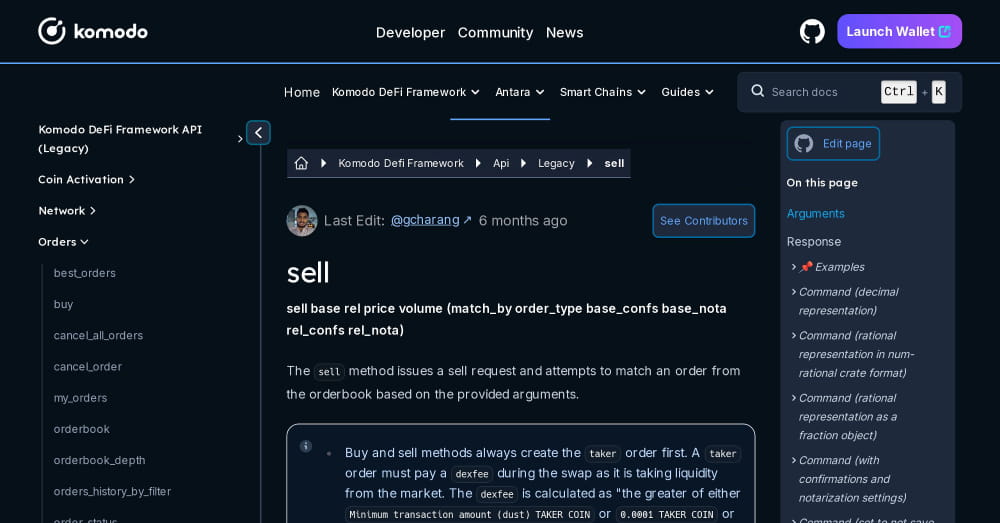 komodo
Developer Community News
Launch Wallet
Home Komodo DeFi Framework Antara Smart Chains Guides
Search docs Ctrl + K
Komodo DeFi Framework API
(Legacy)
Coin Activation
Network
Orders
best_orders
buy
cancel_all_orders
cancel_order
my_orders
orderbook
orderbook_depth
orders_history_by_filter
order_status
Komodo Defi Framework Api Legacy sell
Last Edit: @gcharang ↗ 6 months ago
See Contributors
sell
sell base rel price volume (match_by order_type base_confs base_nota
rel_confs rel_nota)
The sell method issues a sell request and attempts to match an order from
the orderbook based on the provided arguments.
Buy and sell methods always create the taker order first. A taker
order must pay a dexfee during the swap as it is taking liquidity
from the market. The dexfee is calculated as "the greater of either
Minimum transaction amount (dust) TAKER COIN or 0.0001 TAKER COIN or
Edit page
On this page
Arguments
Response
📌 Examples
Command (decimal
representation)
Command (rational
representation in num-
rational crate format)
Command (rational
representation as a
fraction object)
Command (with
confirmations and
notarization settings)
Command (set to not save